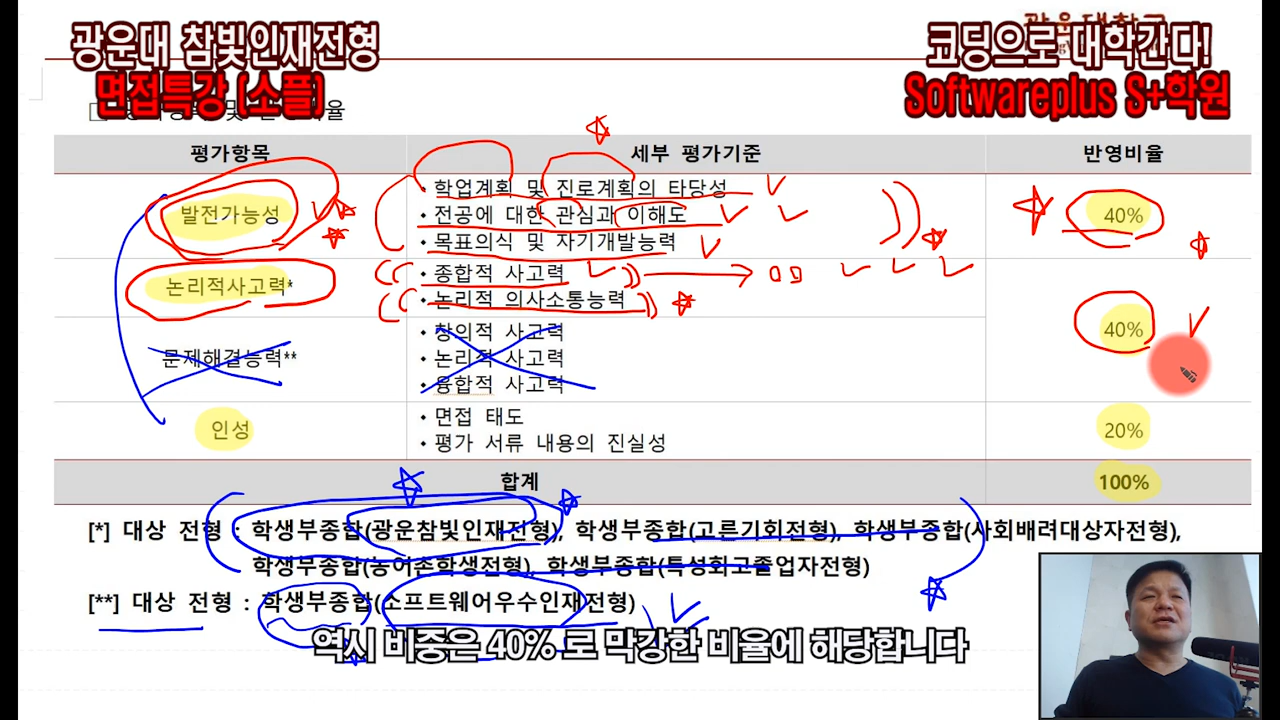 광운대 참빛인재전형
면접특강 (소플)
광운대학교
코딩으로 대학간다!
Softwareplus S+학원
평가항목 세부 평가기준 반영비율
발전가능성
• 학업계획 및 진로계획의 타당성
• 전공에 대한 관심과 이해도
• 목표의식 및 자기개발능력
40%
논리적사고력*
• 종합적 사고력
• 논리적 의사소통능력
문제해결능력**
• 창의적 사고력
• 논리적 사고력
• 융합적 사고력
40%
인성
• 면접 태도
• 평가 서류 내용의 진실성
20%
합계 100%
[*] 대상 전형 : 학생부종합(광운참빛인재전형), 학생부종합(고른기회전형), 학생부종합(사회배려대상자전형),
학생부종합(농어촌학생전형), 학생부종합(특성화고졸업자전형)
[**] 대상 전형 : 학생부종합(소프트웨어우수인재전형)
역시 비중은 40% 로 막강한 비율에 해당합니다